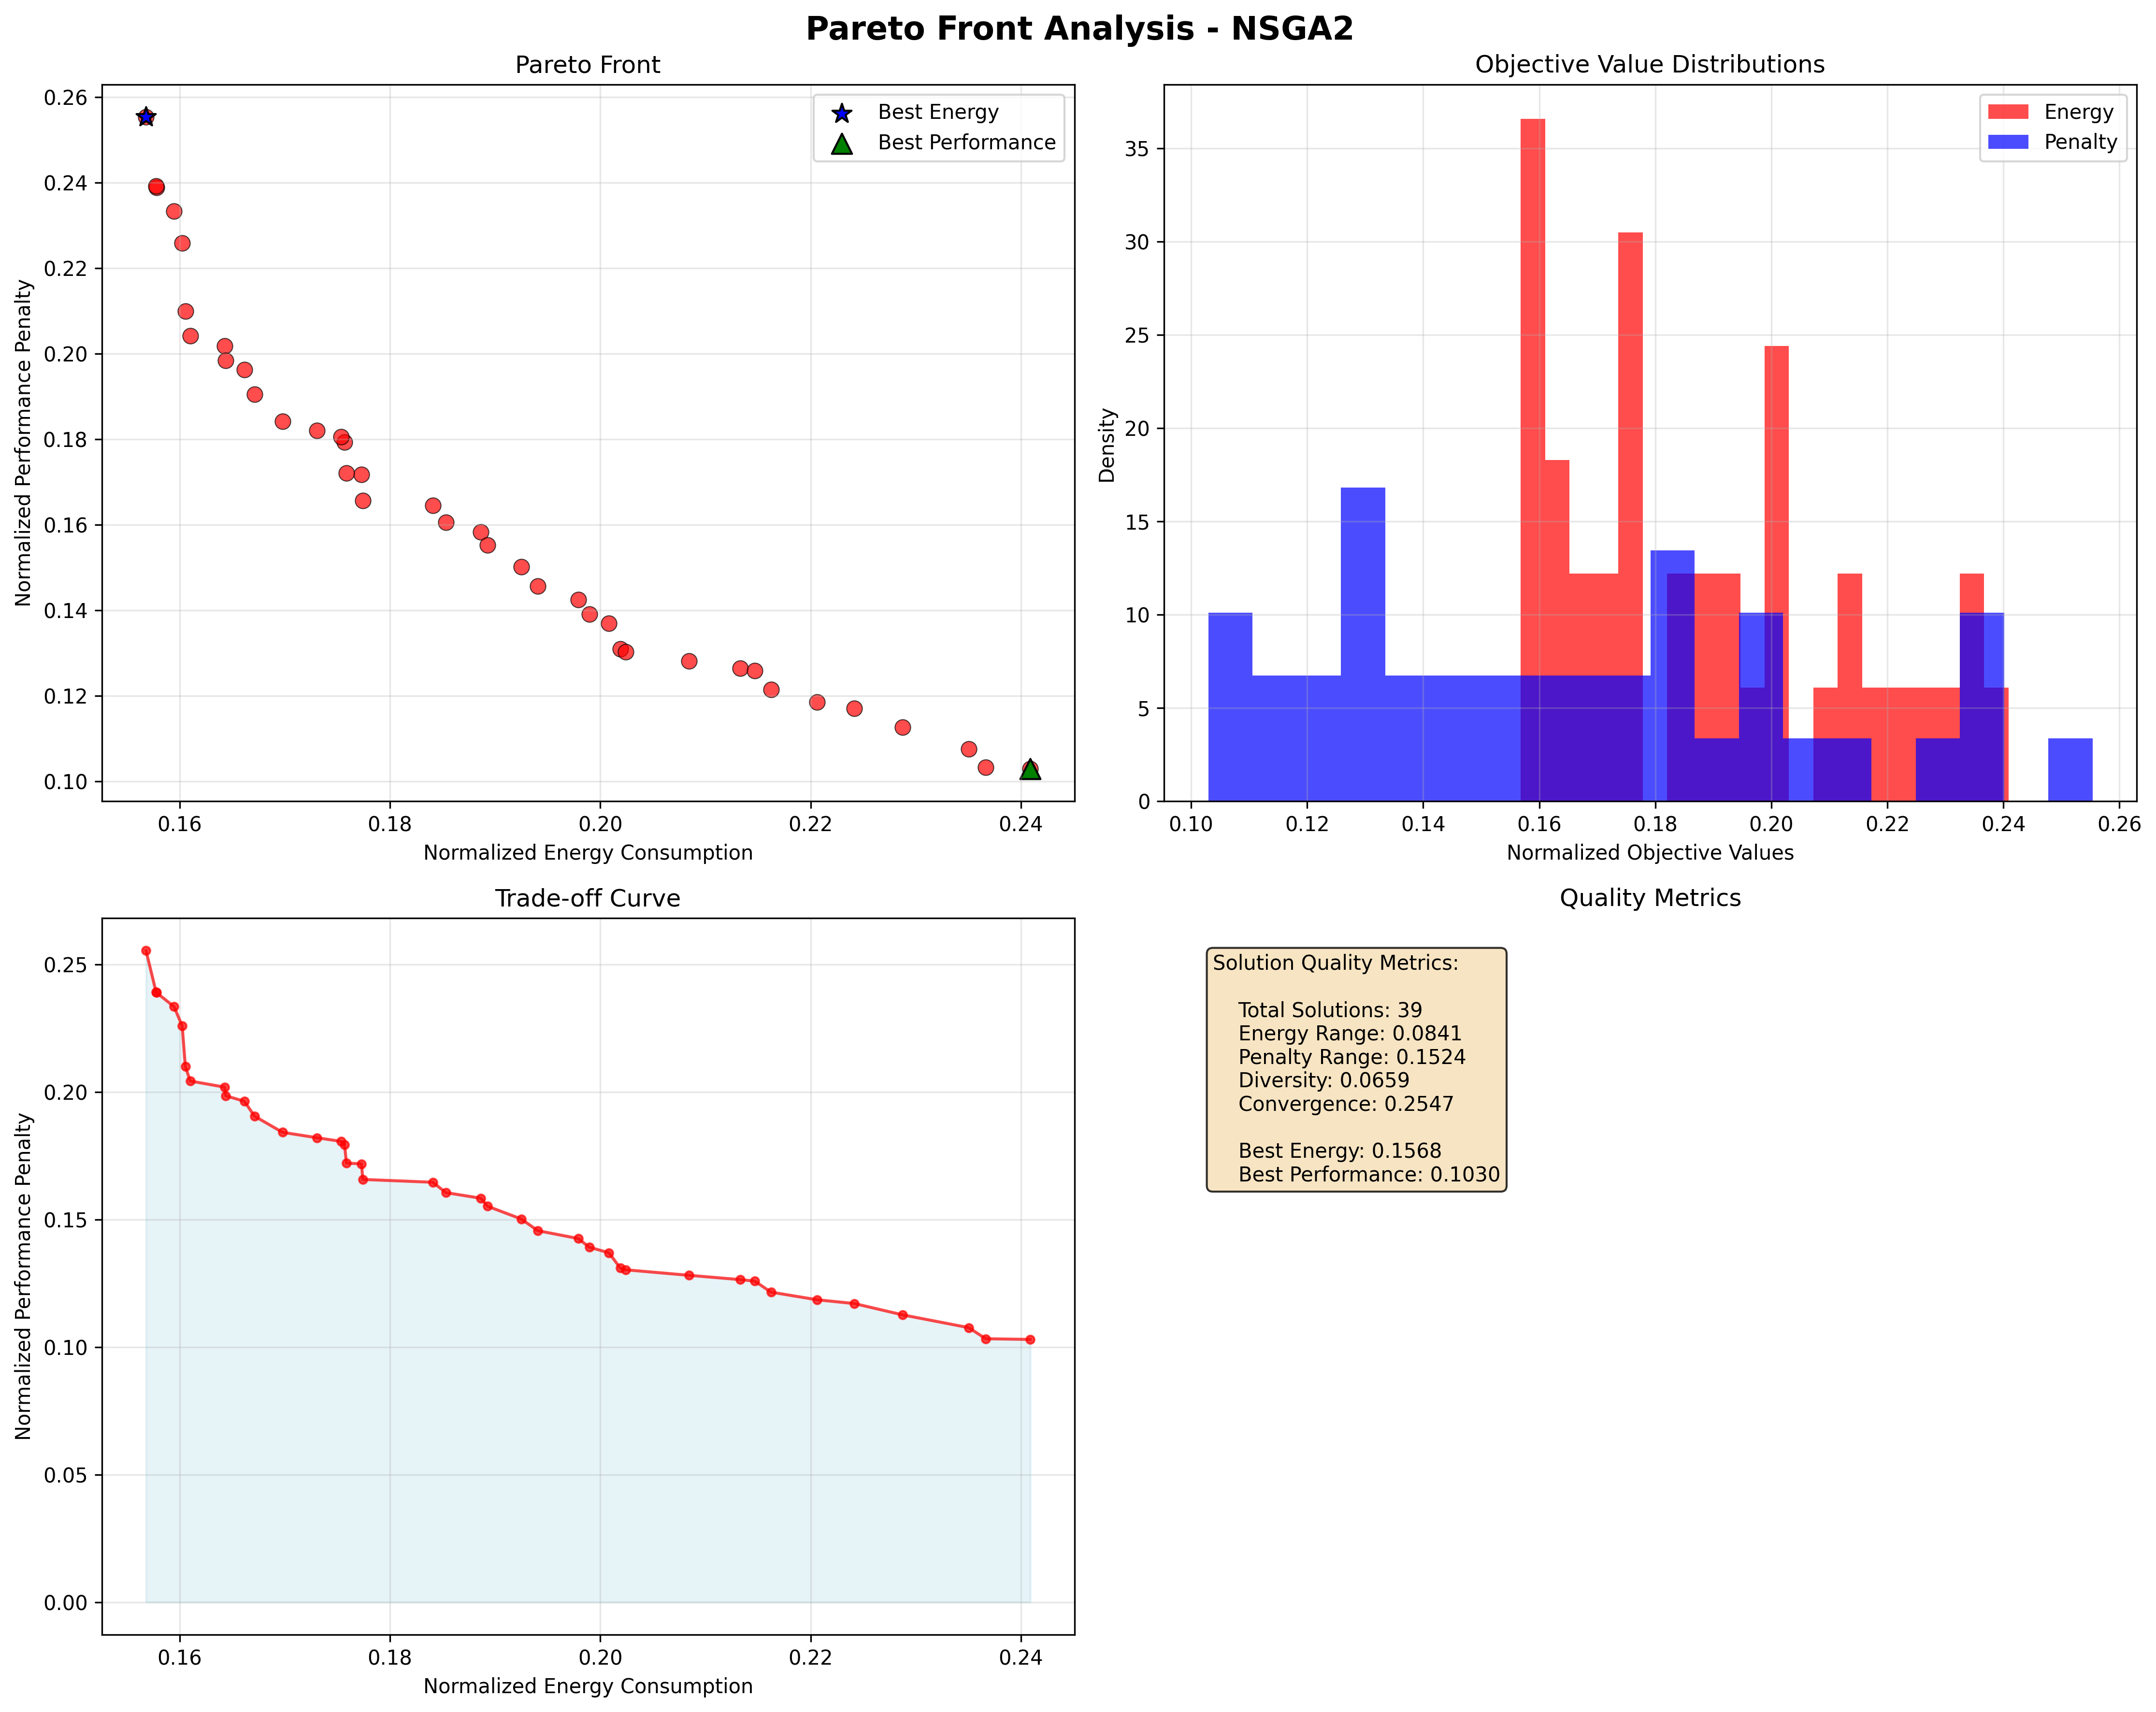 Pareto Front Analysis - NSGA2
Pareto Front
0.26
0.24
0.22
0.20
0.18
0.16
0.14
0.12
0.10
Normalized Performance Penalty
Best Energy
Best Performance
0.16 0.18 0.20 0.22 0.24
Normalized Energy Consumption
Objective Value Distributions
35
30
25
20
15
10
5
0
Density
Energy
Penalty
0.10 0.12 0.14 0.16 0.18 0.20 0.22 0.24 0.26
Normalized Objective Values
Trade-off Curve
0.25
0.20
0.15
0.10
0.05
0.00
Normalized Performance Penalty
0.16 0.18 0.20 0.22 0.24
Normalized Energy Consumption
Quality Metrics
Solution Quality Metrics:
Total Solutions: 39
Energy Range: 0.0841
Penalty Range: 0.1524
Diversity: 0.0659
Convergence: 0.2547
Best Energy: 0.1568
Best Performance: 0.1030